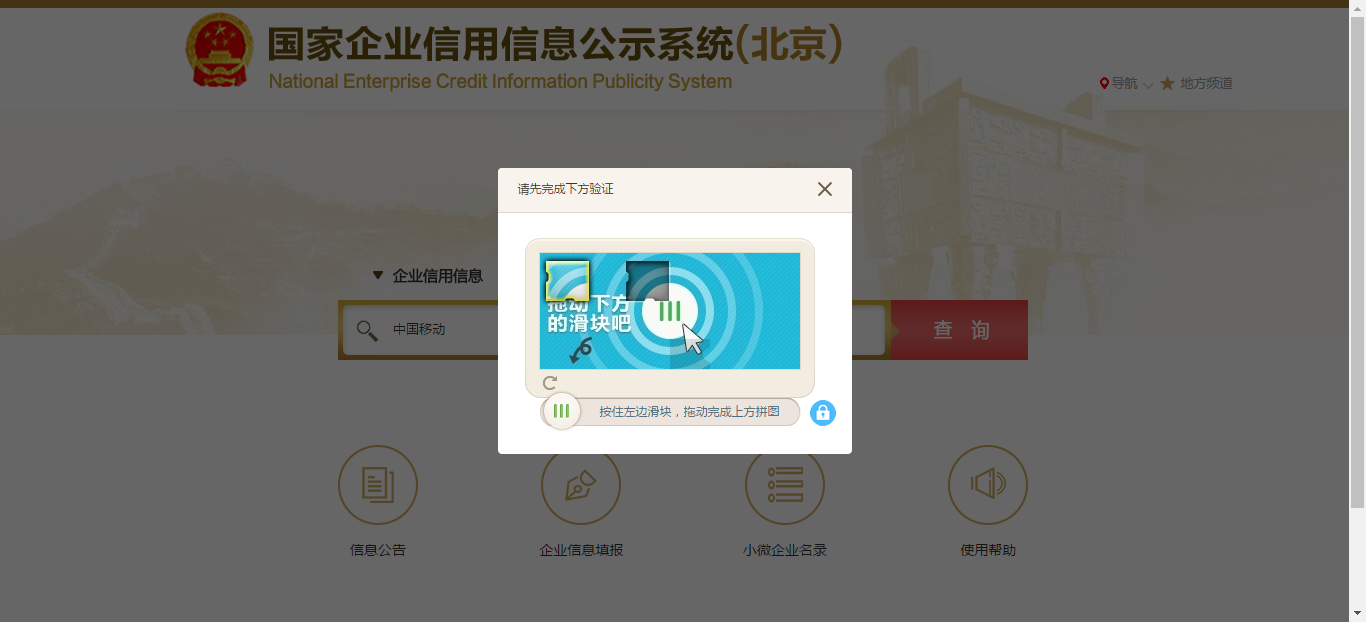 国家企业信用信息公示系统(北京)
National Enterprise Credit Information Publicity System
导航
地方频道
请先完成下方验证
企业信用信息
拖动下方
的滑块吧
中国移动
查 询
按住左边滑块，拖动完成上方拼图
信息公告
企业信息填报
小微企业名录
使用帮助